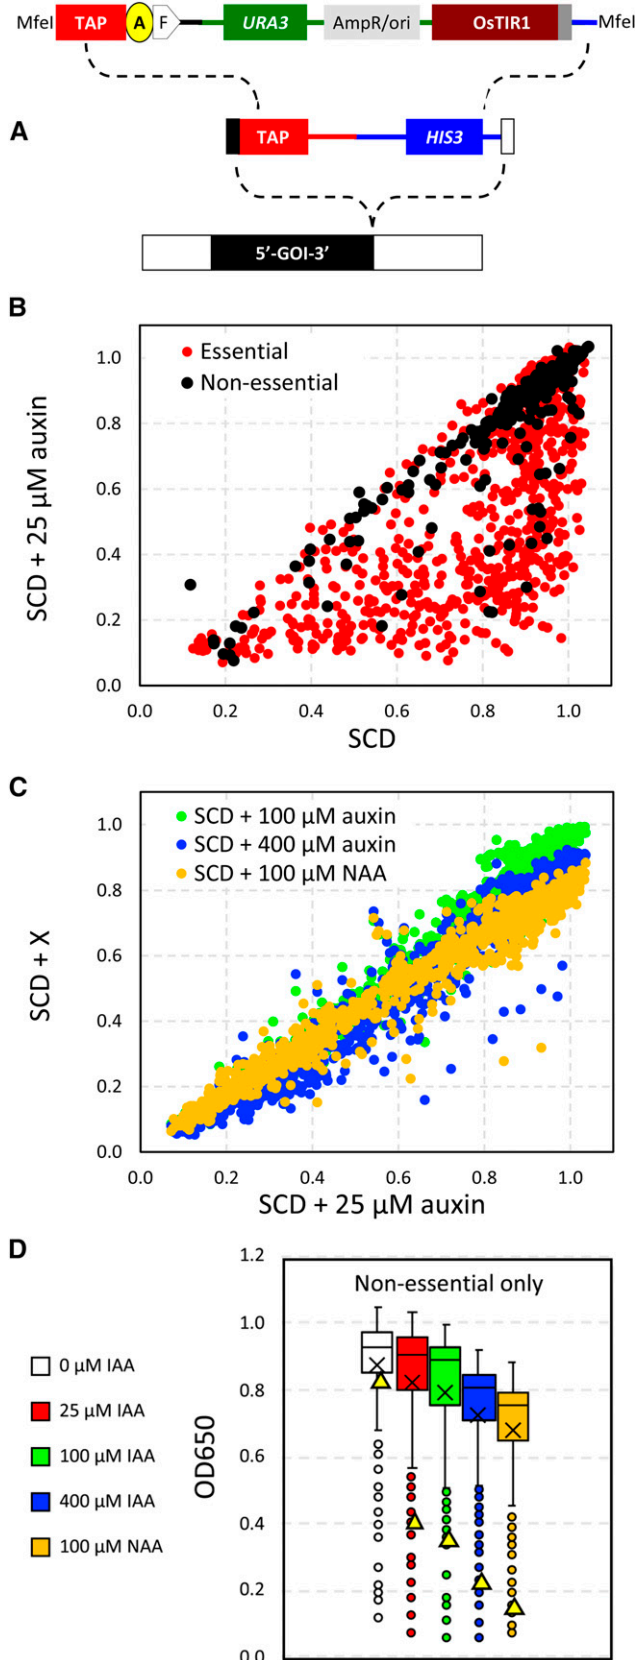 MfeI TAP A F URA3 AmpR/ori OsTIR1 MfeI
A
TAP HIS3
5’-GOI-3’
B
Essential
Non-essential
SCD + 25 µM auxin
1.0
0.8
0.6
0.4
0.2
0.0
0.0 0.2 0.4 0.6 0.8 1.0
SCD
C
SCD + 100 µM auxin
SCD + 400 µM auxin
SCD + 100 µM NAA
SCD + X
1.0
0.8
0.6
0.4
0.2
0.0
0.0 0.2 0.4 0.6 0.8 1.0
SCD + 25 µM auxin
D
Non-essential only
0 µM IAA
25 µM IAA
100 µM IAA
400 µM IAA
100 µM NAA
OD650
1.2
1.0
0.8
0.6
0.4
0.2
0.0